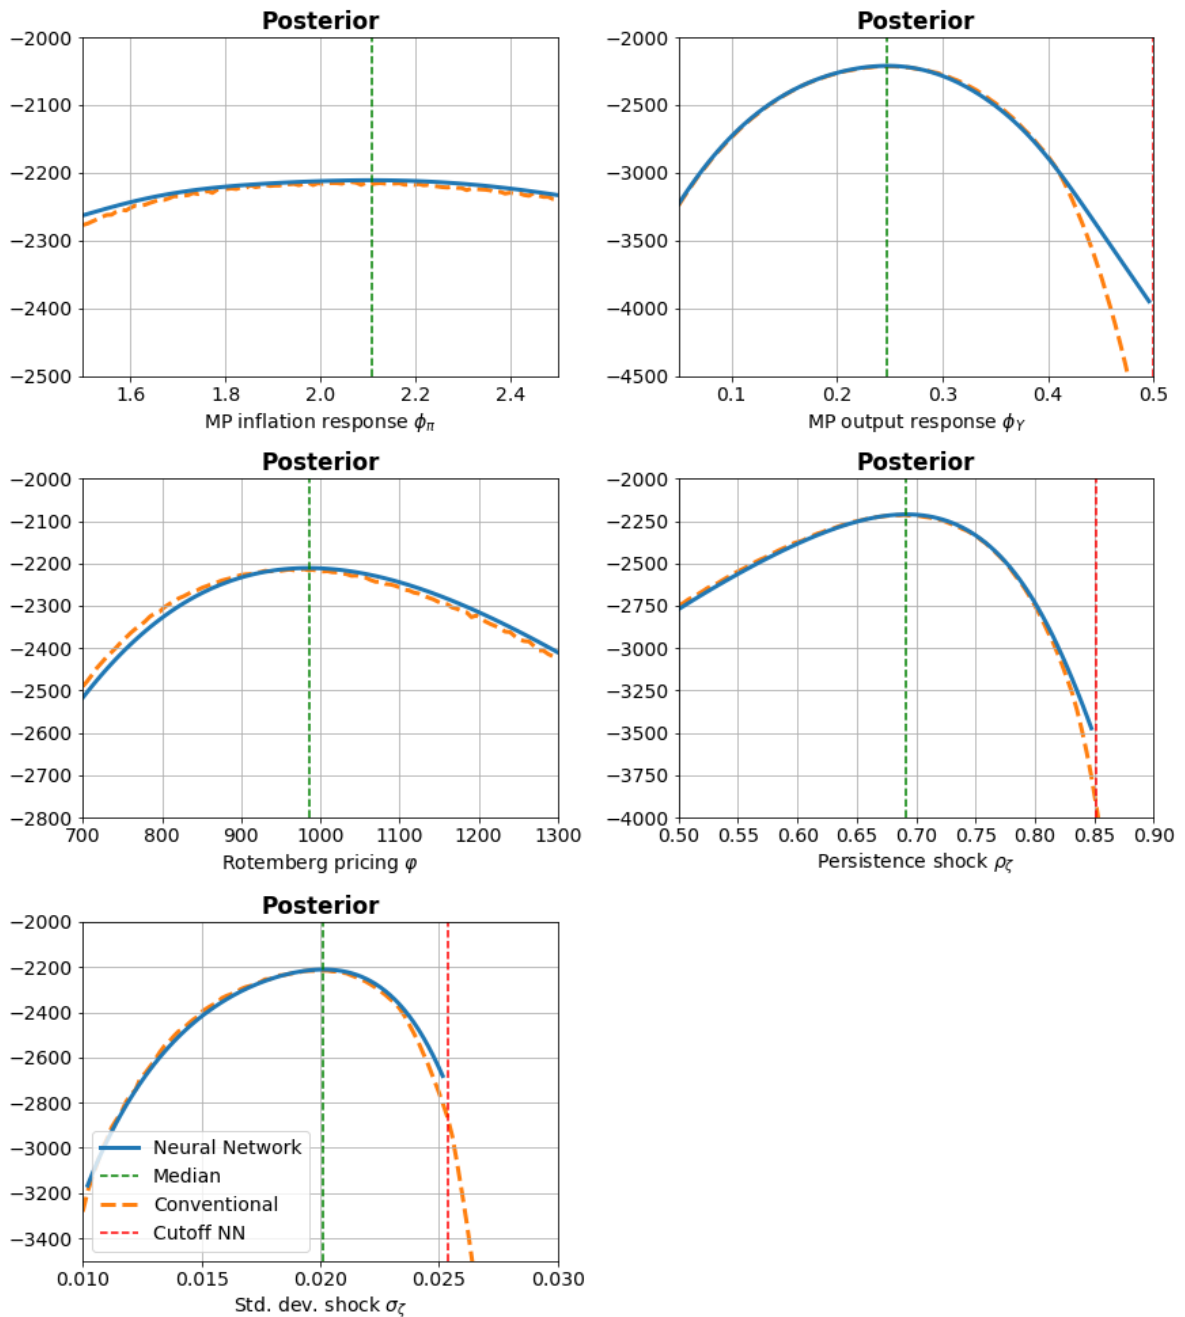 Posterior
−2000
−2100
−2200
−2300
−2400
−2500
1.6 1.8 2.0 2.2 2.4
MP inflation response ϕπ
Posterior
−2000
−2500
−3000
−3500
−4000
−4500
0.1 0.2 0.3 0.4 0.5
MP output response ϕY
Posterior
−2000
−2100
−2200
−2300
−2400
−2500
−2600
−2700
−2800
700 800 900 1000 1100 1200 1300
Rotemberg pricing φ
Posterior
−2000
−2250
−2500
−2750
−3000
−3250
−3500
−3750
−4000
0.50 0.55 0.60 0.65 0.70 0.75 0.80 0.85 0.90
Persistence shock ρζ
Posterior
−2000
−2200
−2400
−2600
−2800
−3000
−3200
−3400
Neural Network
Median
Conventional
Cutoff NN
0.010 0.015 0.020 0.025 0.030
Std. dev. shock σζ